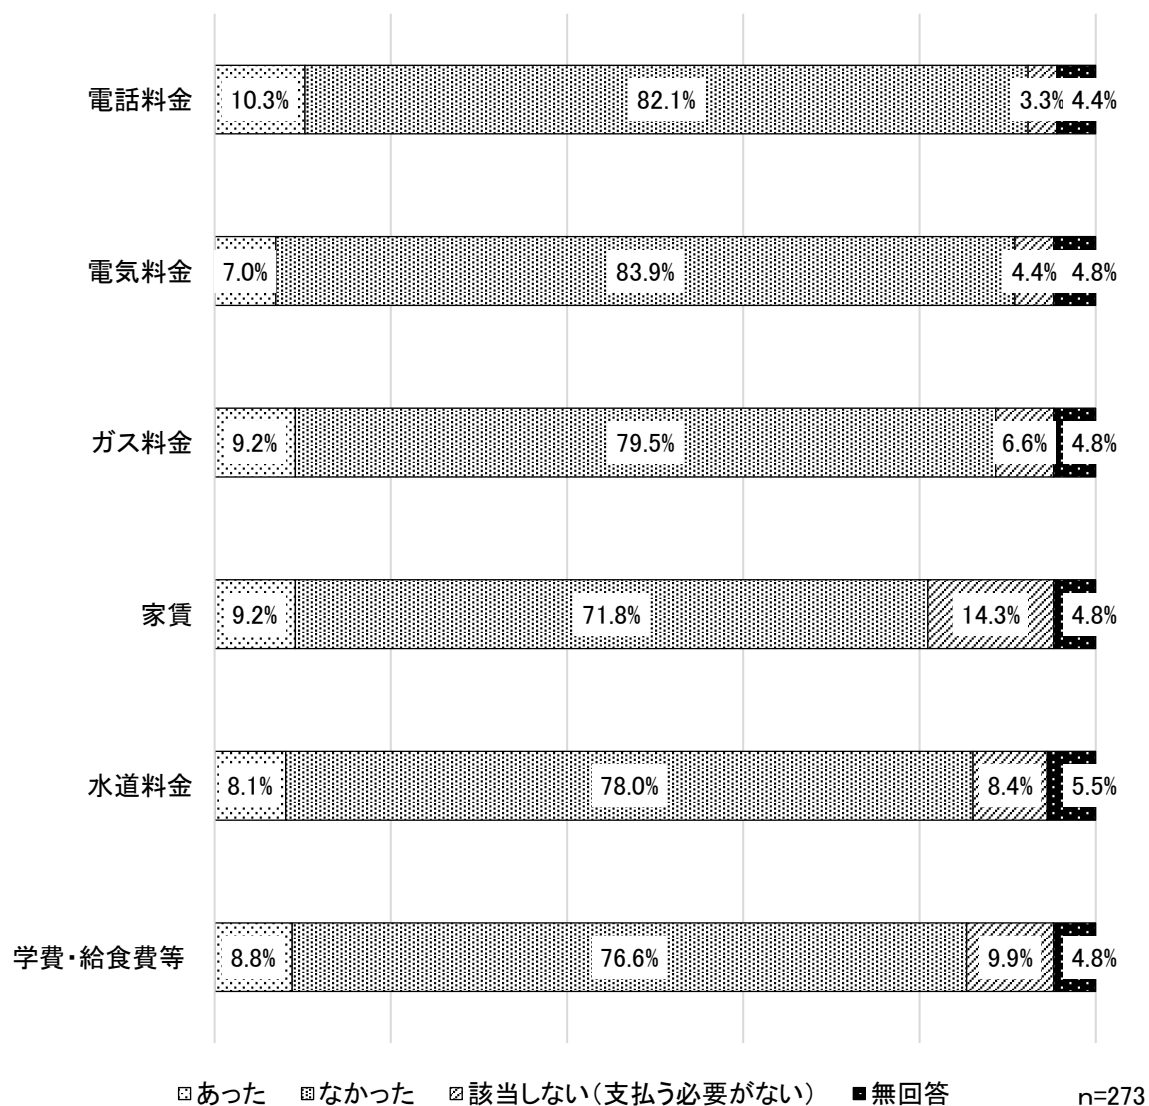 電話料金 10.3% 82.1% 3.3% 4.4%
電気料金 7.0% 83.9% 4.4% 4.8%
ガス料金 9.2% 79.5% 6.6% 4.8%
家賃 9.2% 71.8% 14.3% 4.8%
水道料金 8.1% 78.0% 8.4% 5.5%
学費・給食費等 8.8% 76.6% 9.9% 4.8%
あった なかった 該当しない(支払う必要がない) 無回答 n=273